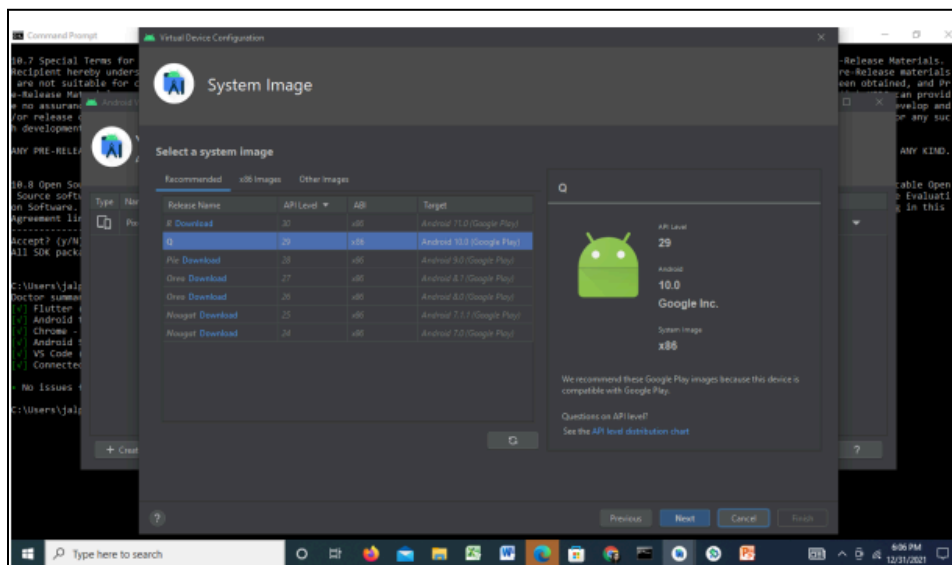 Command Prompt
Virtual Device Configuration
10.7 Special Terms for
-Release Materials.
Recipient hereby unders
re-Release materials
are not suitable for c
een obtained, and Pr
e-Release Mat
can provid
e no assuranc
Android V
evelop and
/or release o
or any suc
h development
System Image
ANY PRE-RELEA
ANY KIND.
Select a system image
Recommended x86 Images Other Images
Q
10.8 Open Sou
cable Open
Source softw
e Evaluati
on Software.
g in this
Agreement lin
Type Nam
Release Name API Level ABI Target
R Download 30 x86 Android 11.0 (Google Play)
Q 29 x86 Android 10.0 (Google Play)
Pie Download 28 x86 Android 9.0 (Google Play)
Oreo Download 27 x86 Android 8.1 (Google Play)
Oreo Download 26 x86 Android 8.0 (Google Play)
Nougat Download 25 x86 Android 7.1.1 (Google Play)
Nougat Download 24 x86 Android 7.0 (Google Play)
API Level
29
Android
10.0
Google Inc.
System Image
x86
Accept? (y/N)
All SDK packa
C:\Users\jalp
Doctor summar
[√] Flutter
[√] Android
[√] Chrome -
[√] Android S
[√] VS Code
[√] Connected
• No issues
C:\Users\jalp
We recommend these Google Play images because this device is
compatible with Google Play.
Questions on API level?
See the API level distribution chart
+ Creat
?
? Previous Next Cancel Finish
Type here to search
6:06 PM
12/31/2021